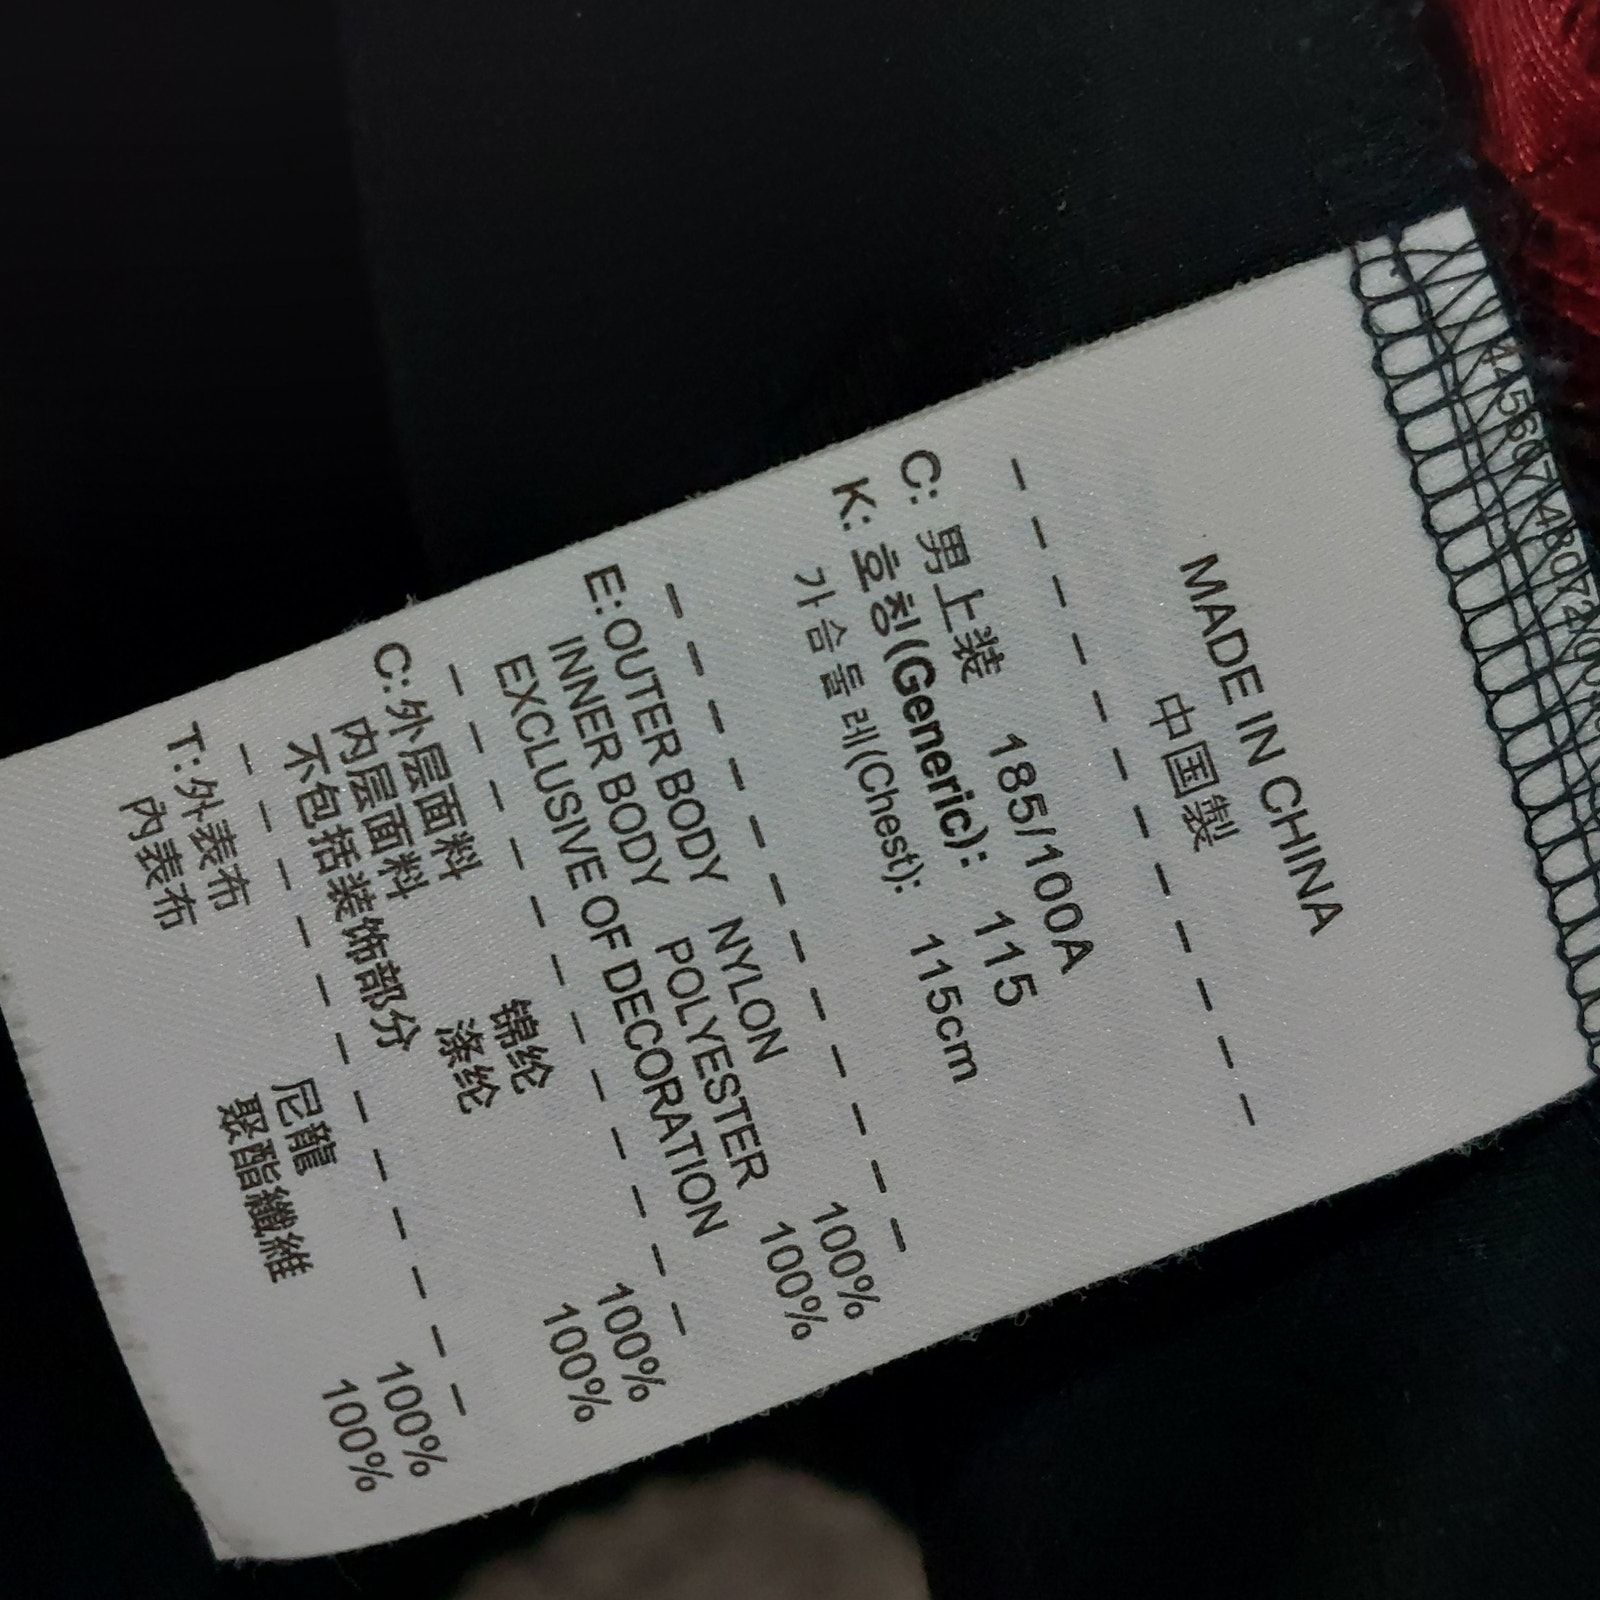 MADE IN CHINA
中国製
C: 男上装 185/100A
K: 호칭(Generic): 115
가슴둘레(Chest): 115cm
E:OUTER BODY NYLON 100%
INNER BODY POLYESTER 100%
EXCLUSIVE OF DECORATION
C:外层面料 锦纶 100%
内层面料 涤纶 100%
不包括装饰部分
T:外表布 尼龍 100%
內表布 聚酯纖維 100%